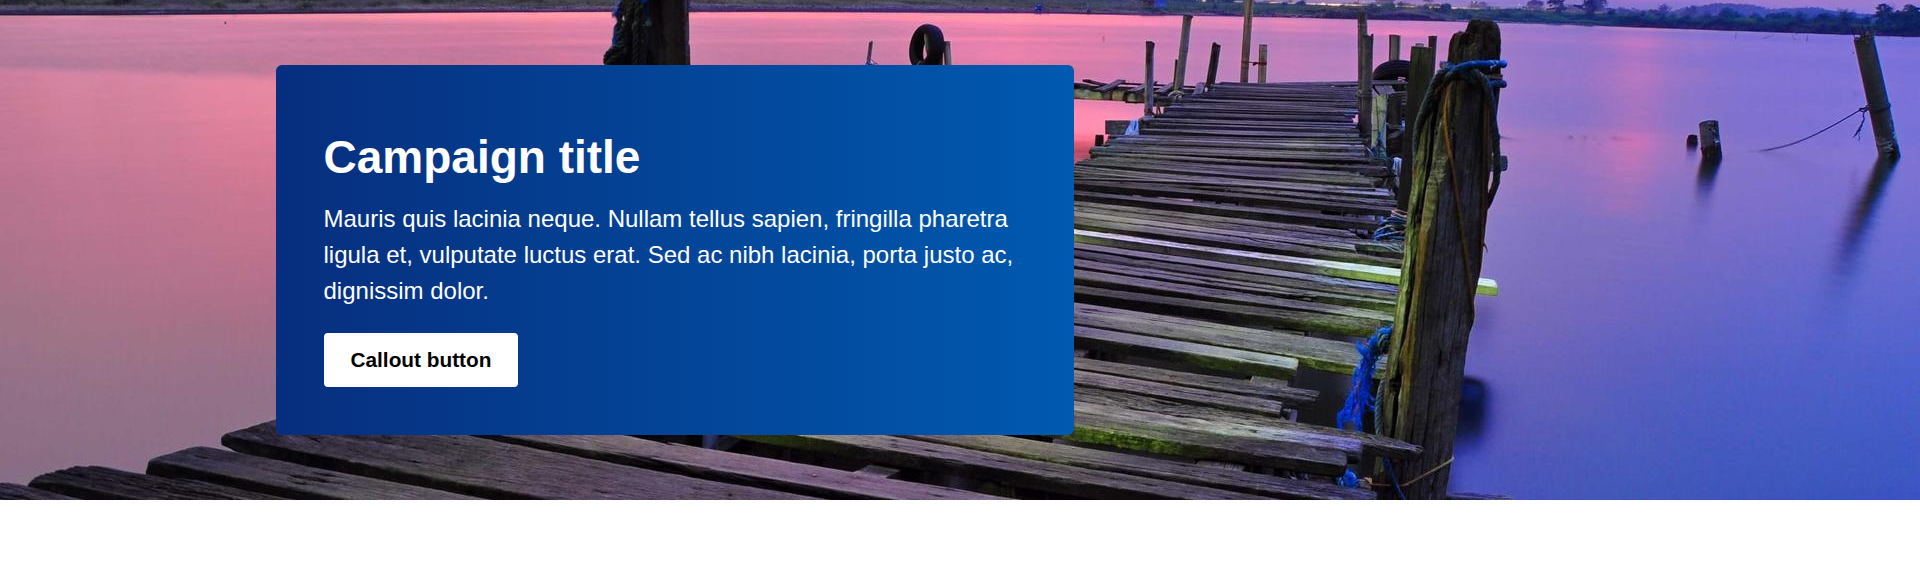 Campaign title
Mauris quis lacinia neque. Nullam tellus sapien, fringilla pharetra
ligula et, vulputate luctus erat. Sed ac nibh lacinia, porta justo ac,
dignissim dolor.
Callout button